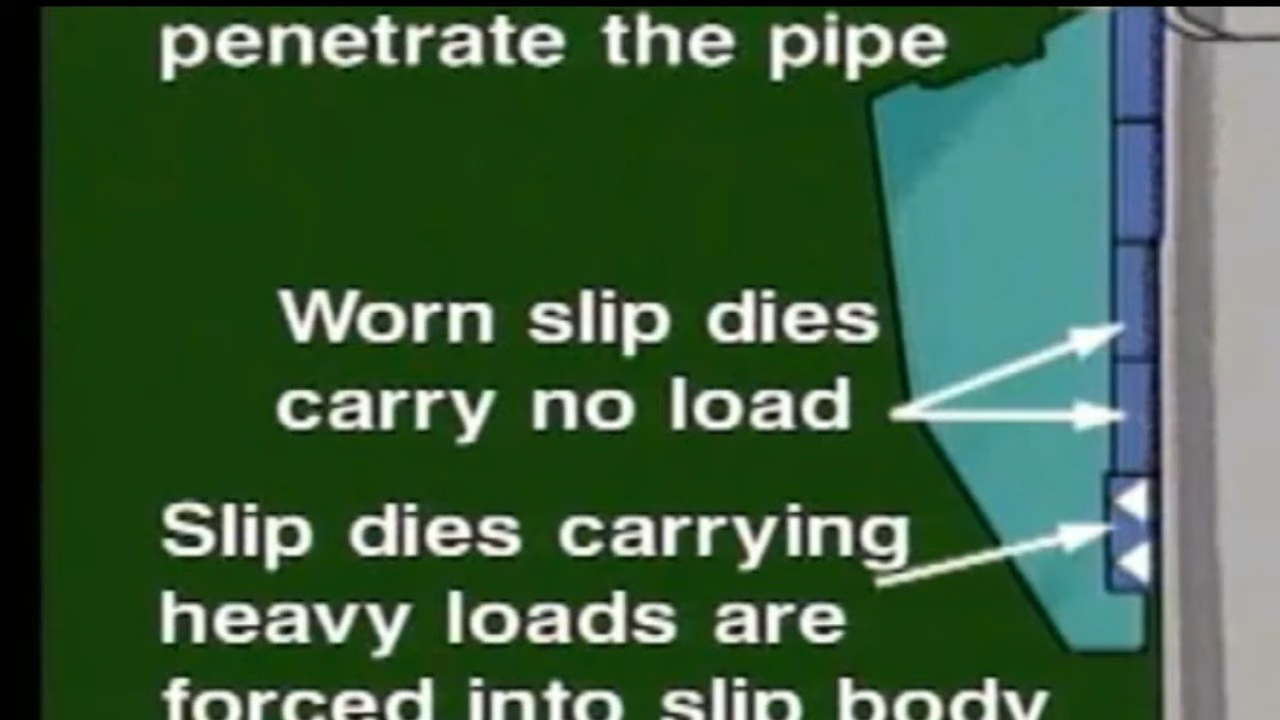 penetrate the pipe
Worn slip dies
carry no load
Slip dies carrying
heavy loads are
forced into slip body